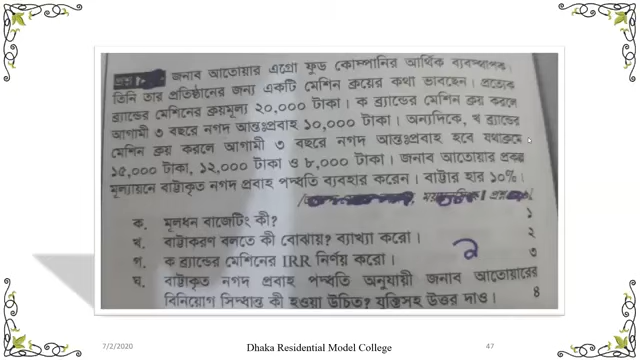 জনাব আতোয়ার এগ্রো ফুড কোম্পানির আর্থিক ব্যবস্থাপক।
তিনি তার প্রতিষ্ঠানের জন্য একটি মেশিন ক্রয়ের কথা ভাবছেন। প্রত্যেক
ব্র্যান্ডের মেশিনের ক্রয়মূল্য ২০,০০০ টাকা। ক ব্র্যান্ডের মেশিন ক্রয় করলে
আগামী ৩ বছরে নগদ আন্তঃপ্রবাহ ১০,০০০ টাকা। অন্যদিকে, খ ব্র্যান্ডের
মেশিন ক্রয় করলে আগামী ৩ বছরে নগদ আন্তঃপ্রবাহ হবে যথাক্রমে
১৫,০০০ টাকা, ১২,০০০ টাকা ও ৮,০০০ টাকা। জনাব আতোয়ার প্রকল্প
মূল্যায়নে বাট্টাকৃত নগদ প্রবাহ পদ্ধতি ব্যবহার করেন। বাট্টার হার ১০%।
ক. মূলধন বাজেটিং কী? ১
খ. বাট্টাকরণ বলতে কী বোঝায়? ব্যাখ্যা করো। ২
গ. ক ব্র্যান্ডের মেশিনের IRR নির্ণয় করো। ৩
ঘ. বাট্টাকৃত নগদ প্রবাহ পদ্ধতি অনুযায়ী জনাব আতোয়ারের
বিনিয়োগ সিদ্ধান্ত কী হওয়া উচিত? যুক্তিসহ উত্তর দাও। ৪
7/2/2020 Dhaka Residential Model College 47